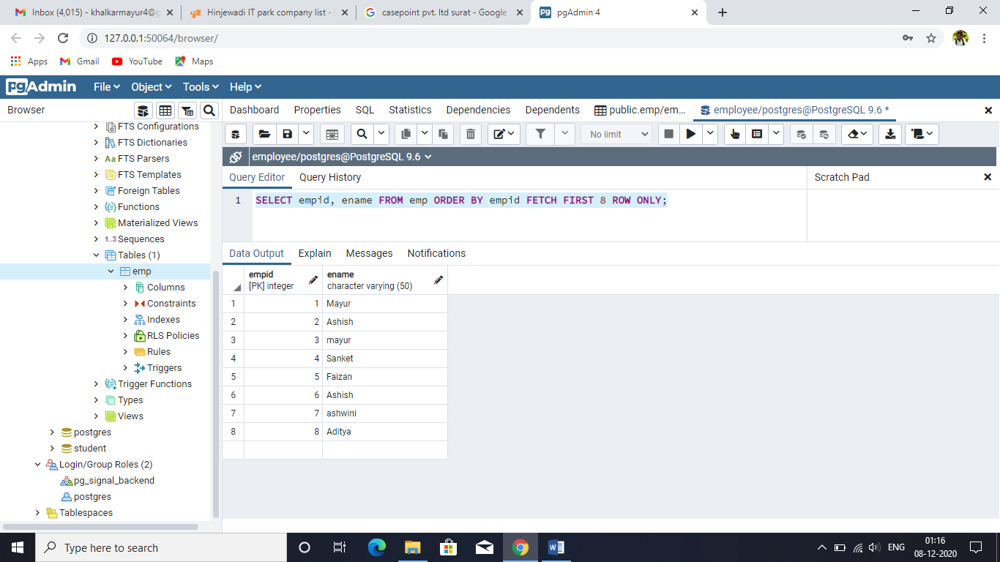 Inbox (4,015) - khalkarmayur4@g
Hinjewadi IT park company list -
casepoint pvt. ltd surat - Google
pgAdmin 4
127.0.0.1:50064/browser/
Apps Gmail YouTube Maps
pgAdmin File Object Tools Help
Browser
Dashboard Properties SQL Statistics Dependencies Dependents public.emp/em... employee/postgres@PostgreSQL 9.6 *
No limit
employee/postgres@PostgreSQL 9.6
Query Editor Query History
Scratch Pad
1 SELECT empid, ename FROM emp ORDER BY empid FETCH FIRST 8 ROW ONLY;
Data Output Explain Messages Notifications
empid ename
[PK] integer character varying (50)
1 1 Mayur
2 2 Ashish
3 3 mayur
4 4 Sanket
5 5 Faizan
6 6 Ashish
7 7 ashwini
8 8 Aditya
FTS Configurations
FTS Dictionaries
Aa FTS Parsers
FTS Templates
Foreign Tables
Functions
Materialized Views
1..3 Sequences
Tables (1)
emp
Columns
Constraints
Indexes
RLS Policies
Rules
Triggers
Trigger Functions
Types
Views
postgres
student
Login/Group Roles (2)
pg_signal_backend
postgres
Tablespaces
Type here to search
ENG
01:16
08-12-2020